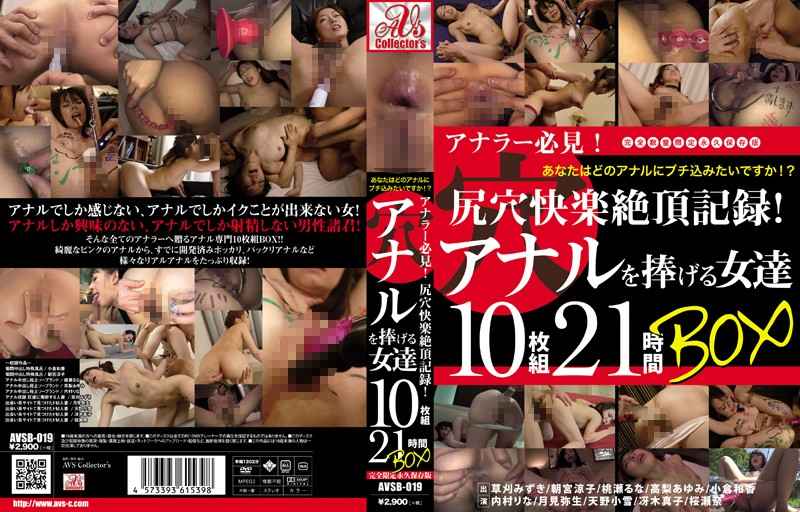 AV's
Collector's
アナルでしか感じない、アナルでしかイクことが出来ない女!
アナルしか興味のない、アナルでしか射精しない男性諸君!
そんな全てのアナラーへ贈るアナル専門10枚組BOX!!
綺麗なピンクのアナルから、すでに開発済みポッカリ、パックリアナルなど
様々なリアルアナルをたっぷり収録!
AVSB-019
¥2,900
AVS Collector's
http://www.avs-c.com
4 573393 615398
AV's
Collector's
あなたはどのアナルに
ブチ込みたいですか!?
アナラー必見!尻穴快楽絶頂記録!
アナルを捧げる女達
10枚組
21時間
BOX
完全限定永久保存版
AVSB-019
¥2,900
アナラー必見!
完全数量限定永久保存版
あなたはどのアナルにブチ込みたいですか!?
穴
尻穴快楽絶頂記録!
アナルを捧げる女達
10枚組21時間BOX
出演 草刈みずき/朝宮涼子/桃瀬るな/高梨あゆみ/小倉和香
内村りな/月見弥生/天野小雪/冴木真子/桜瀬奈